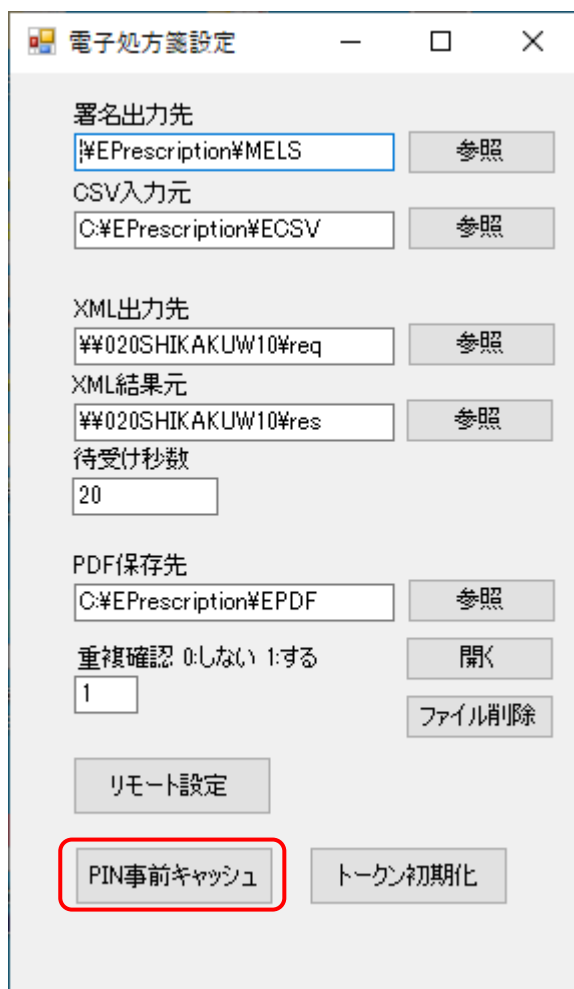 電子処方箋設定
署名出力先
¥EPrescription¥MELS 参照
CSV入力元
C:¥EPrescription¥ECSV 参照
XML出力先
¥¥020SHIKAKUW10¥req 参照
XML結果元
¥¥020SHIKAKUW10¥res 参照
待受け秒数
20
PDF保存先
C:¥EPrescription¥EPDF 参照
重複確認 0:しない 1:する 開く
1
ファイル削除
リモート設定
PIN事前キャッシュ トークン初期化